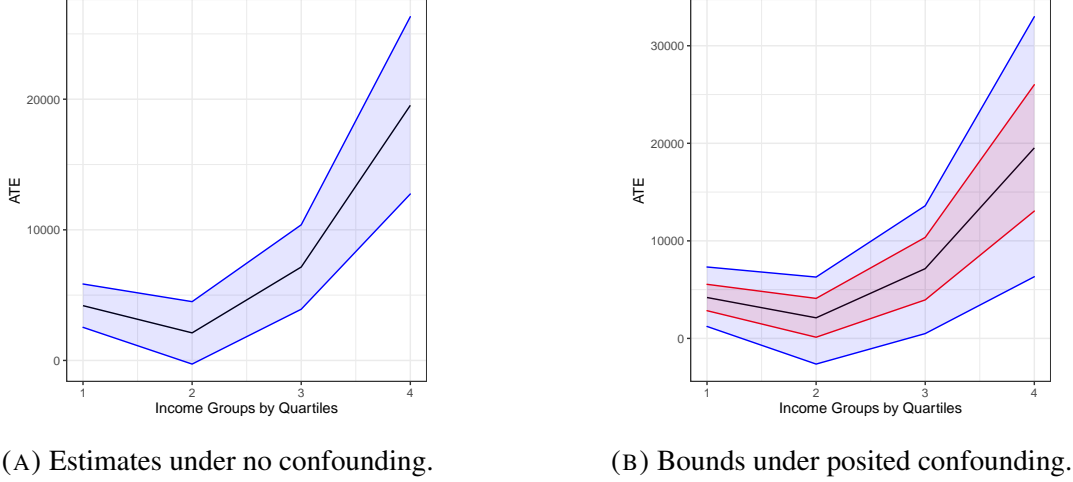 20000
10000
0
ATE
1 2 3 4
Income Groups by Quartiles
(A) Estimates under no confounding.
30000
20000
10000
0
ATE
1 2 3 4
Income Groups by Quartiles
(B) Bounds under posited confounding.